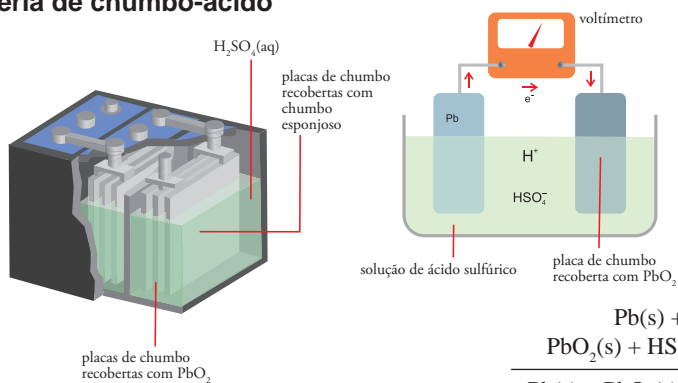 ria de chumbo-ácido
H₂SO₄(aq)
placas de chumbo
recobertas com
chumbo
esponjoso
placas de chumbo
recobertas com PbO₂
voltímetro
e⁻
Pb
H⁺
HSO₄⁻
solução de ácido sulfúrico
placa de chumbo
recoberta com PbO₂
Pb(s) +
PbO₂(s) + HS